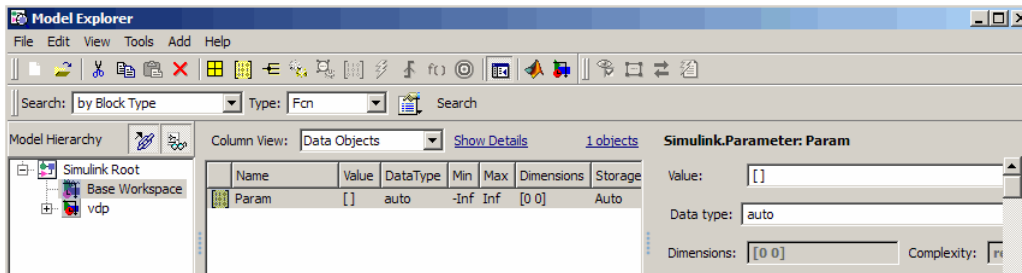 Model Explorer
File Edit View Tools Add Help
f()
Search: by Block Type Type: Fcn Search
Model Hierarchy Column View: Data Objects Show Details 1 objects Simulink.Parameter: Param
Simulink Root Name Value DataType Min Max Dimensions Storage Value: []
Base Workspace Param [] auto -Inf Inf [0 0] Auto
vdp Data type: auto
Dimensions: [0 0] Complexity: